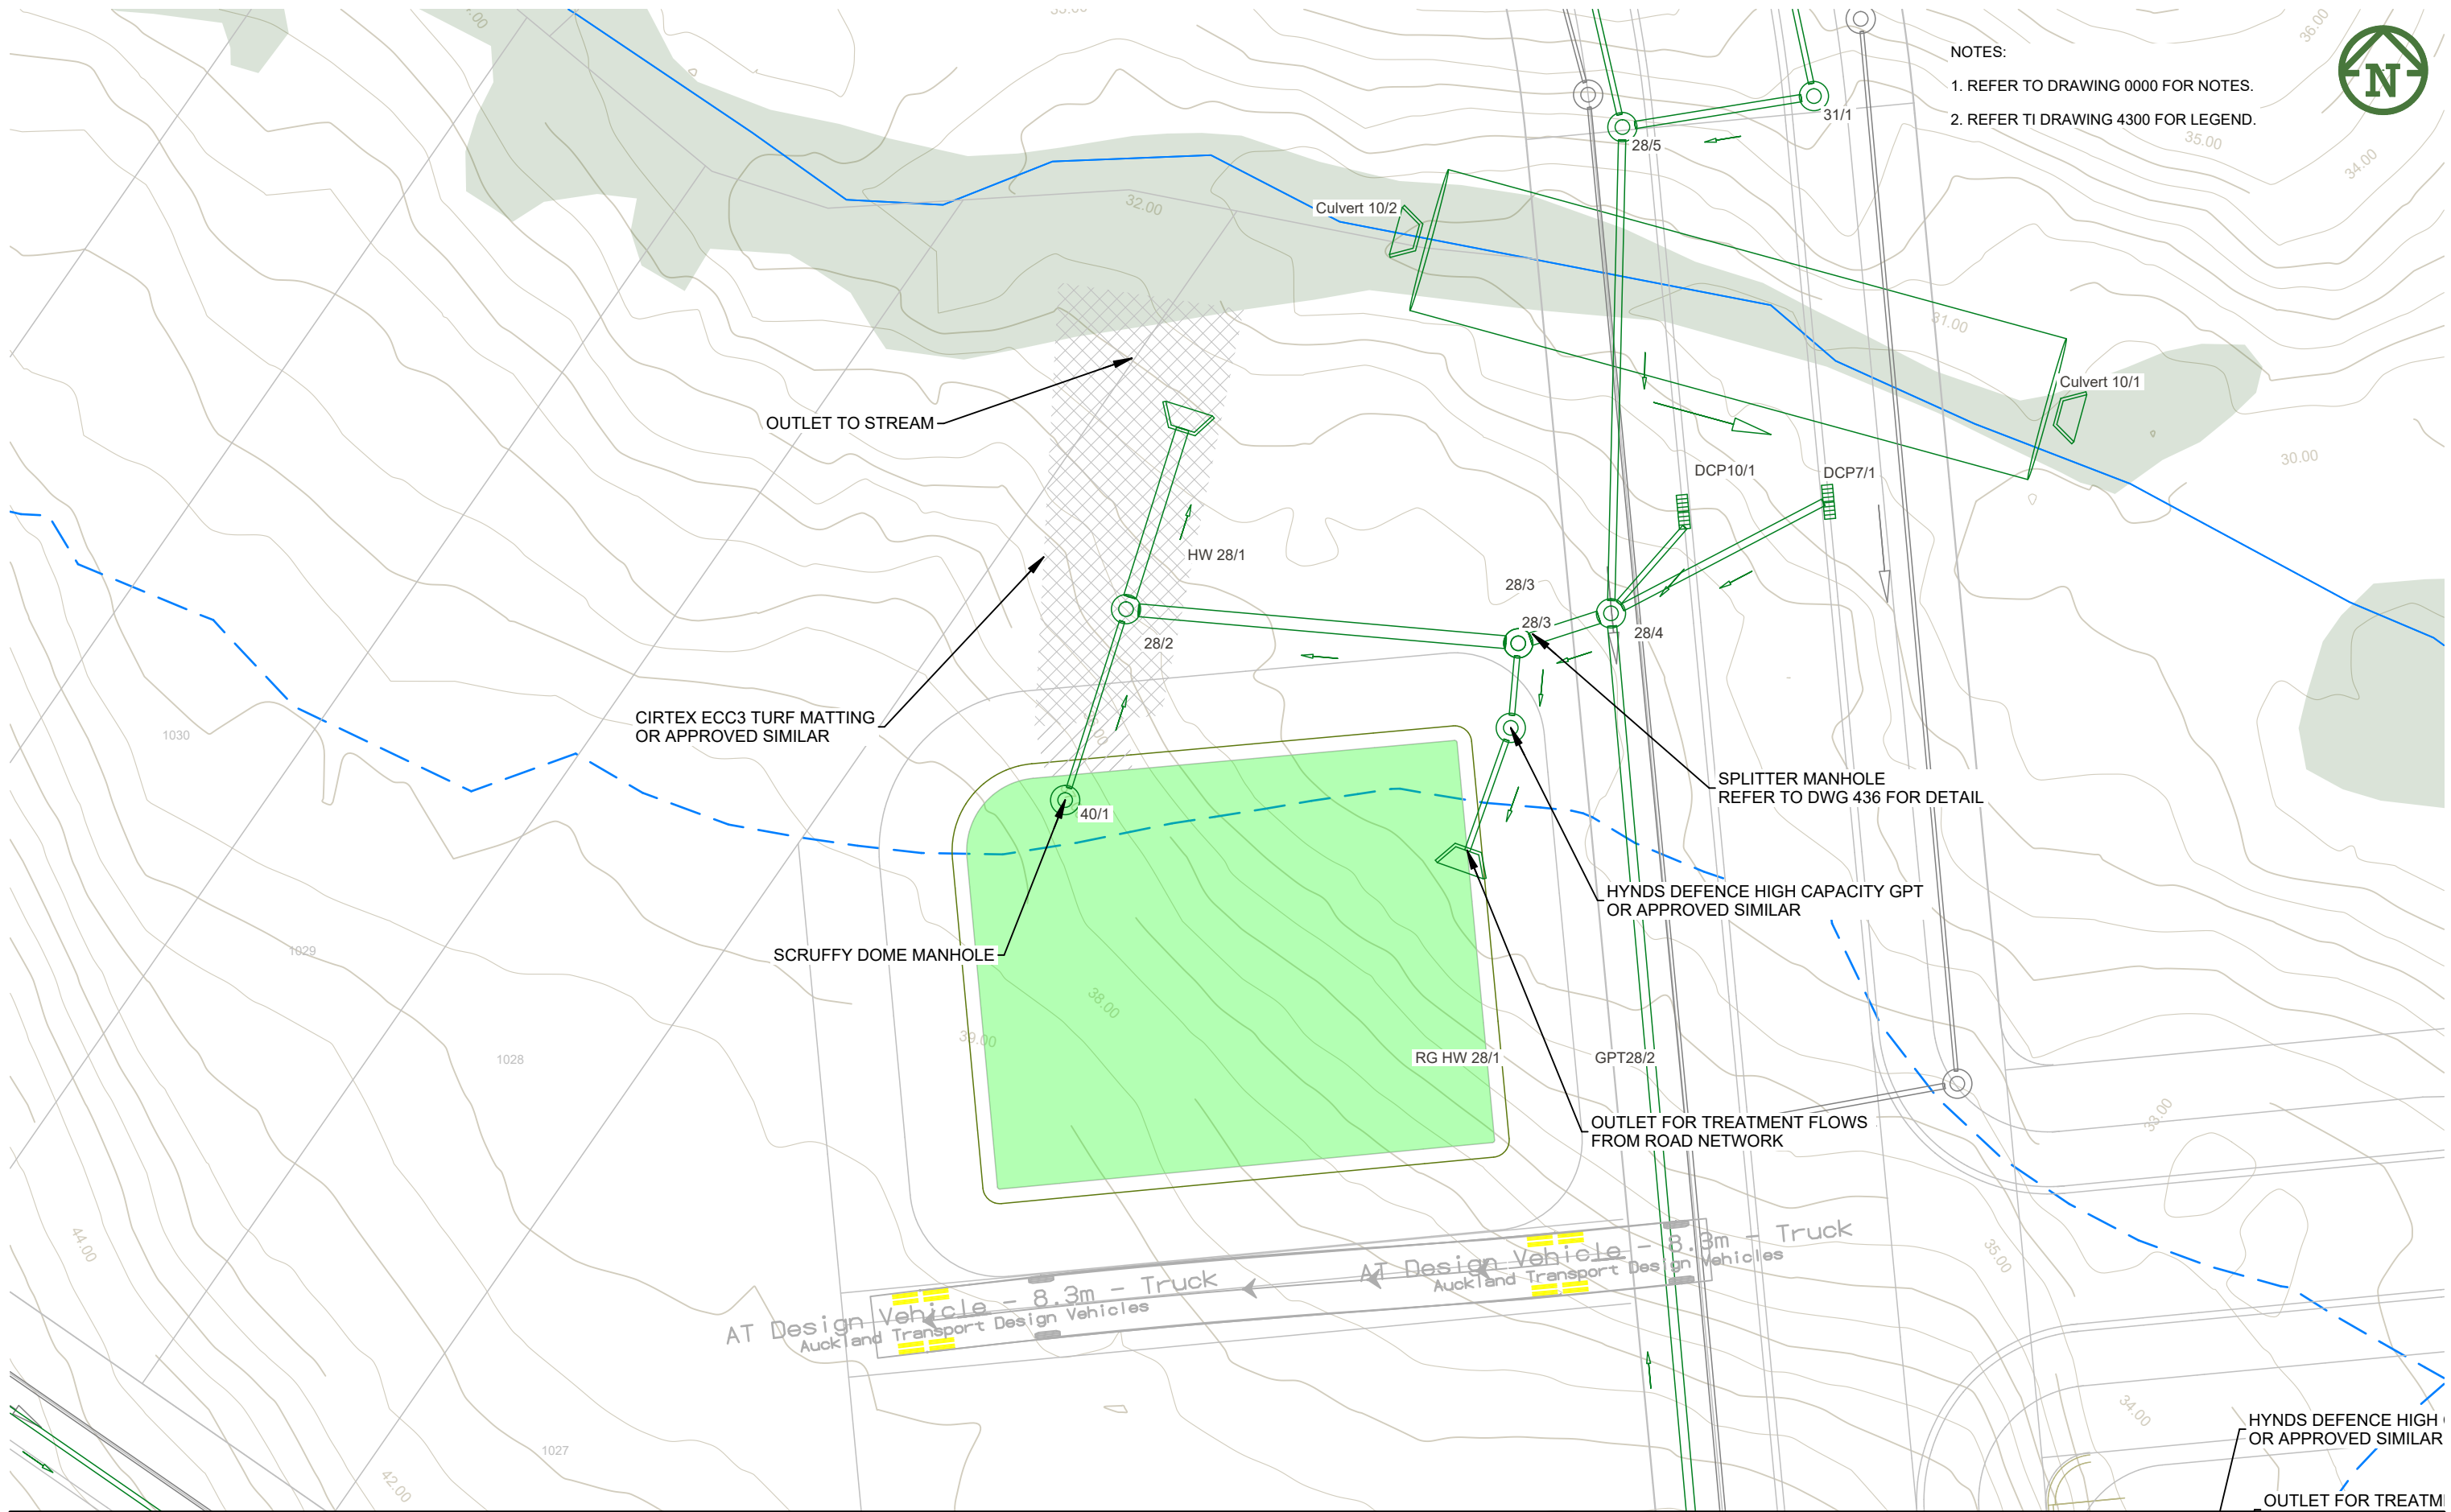 NOTES:
1. REFER TO DRAWING 0000 FOR NOTES.
2. REFER TI DRAWING 4300 FOR LEGEND.
N
36.00
35.00
34.00
31/1
28/5
32.00
Culvert 10/2
31.00
Culvert 10/1
OUTLET TO STREAM
30.00
DCP10/1
DCP7/1
HW 28/1
28/3
28/3
28/4
28/2
CIRTEX ECC3 TURF MATTING
OR APPROVED SIMILAR
1030
SPLITTER MANHOLE
REFER TO DWG 436 FOR DETAIL
40/1
HYNDS DEFENCE HIGH CAPACITY GPT
OR APPROVED SIMILAR
1029
SCRUFFY DOME MANHOLE
38.00
39.00
1028
RG HW 28/1
GPT28/2
OUTLET FOR TREATMENT FLOWS
FROM ROAD NETWORK
33.00
44.00
35.00
AT Design Vehicle - 8.3m - Truck
Auckland Transport Design Vehicles
AT Design Vehicle - 8.3m - Truck
Auckland Transport Design Vehicles
34.00
HYNDS DEFENCE HIGH
OR APPROVED SIMILAR
1027
42.00
OUTLET FOR